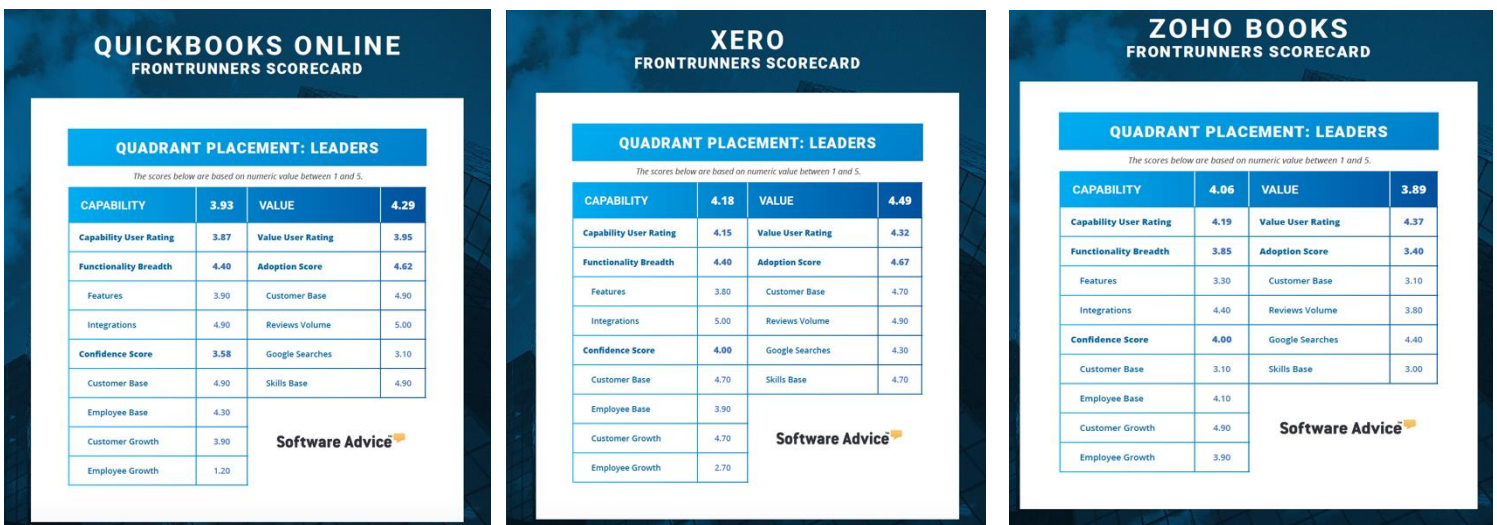 QUICKBOOKS ONLINE
FRONTRUNNERS SCORECARD
QUADRANT PLACEMENT: LEADERS
The scores below are based on numeric value between 1 and 5.
CAPABILITY 3.93 VALUE 4.29
Capability User Rating 3.87 Value User Rating 3.95
Functionality Breadth 4.40 Adoption Score 4.62
Features 3.90 Customer Base 4.90
Integrations 4.90 Reviews Volume 5.00
Confidence Score 3.58 Google Searches 3.10
Customer Base 4.90 Skills Base 4.90
Employee Base 4.30
Customer Growth 3.90
Employee Growth 1.20
Software Advice™
XERO
FRONTRUNNERS SCORECARD
QUADRANT PLACEMENT: LEADERS
The scores below are based on numeric value between 1 and 5.
CAPABILITY 4.18 VALUE 4.49
Capability User Rating 4.15 Value User Rating 4.32
Functionality Breadth 4.40 Adoption Score 4.67
Features 3.80 Customer Base 4.70
Integrations 5.00 Reviews Volume 4.90
Confidence Score 4.00 Google Searches 4.30
Customer Base 4.70 Skills Base 4.70
Employee Base 3.90
Customer Growth 4.70
Employee Growth 2.70
Software Advice™
ZOHO BOOKS
FRONTRUNNERS SCORECARD
QUADRANT PLACEMENT: LEADERS
The scores below are based on numeric value between 1 and 5.
CAPABILITY 4.06 VALUE 3.89
Capability User Rating 4.19 Value User Rating 4.37
Functionality Breadth 3.85 Adoption Score 3.40
Features 3.30 Customer Base 3.10
Integrations 4.40 Reviews Volume 3.80
Confidence Score 4.00 Google Searches 4.40
Customer Base 3.10 Skills Base 3.00
Employee Base 4.10
Customer Growth 4.90
Employee Growth 3.90
Software Advice™